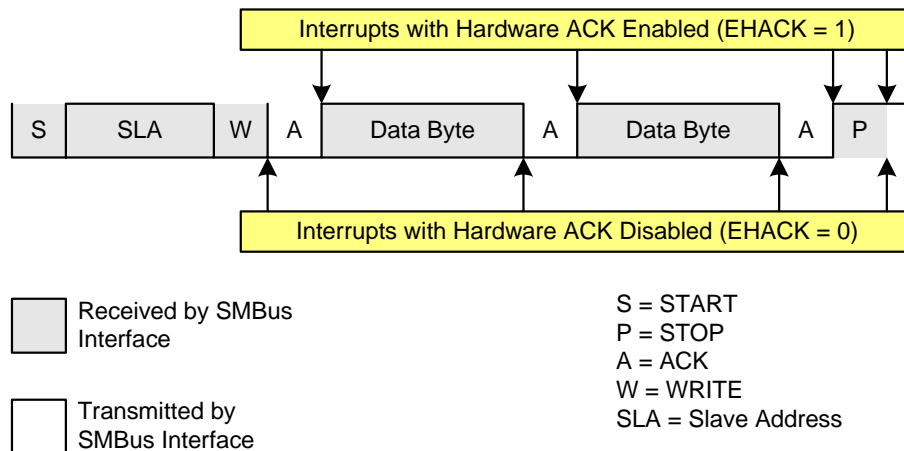 Interrupts with Hardware ACK Enabled (EHACK = 1)
S SLA W A Data Byte A Data Byte A P
Interrupts with Hardware ACK Disabled (EHACK = 0)
Received by SMBus
Interface
Transmitted by
SMBus Interface
S = START
P = STOP
A = ACK
W = WRITE
SLA = Slave Address